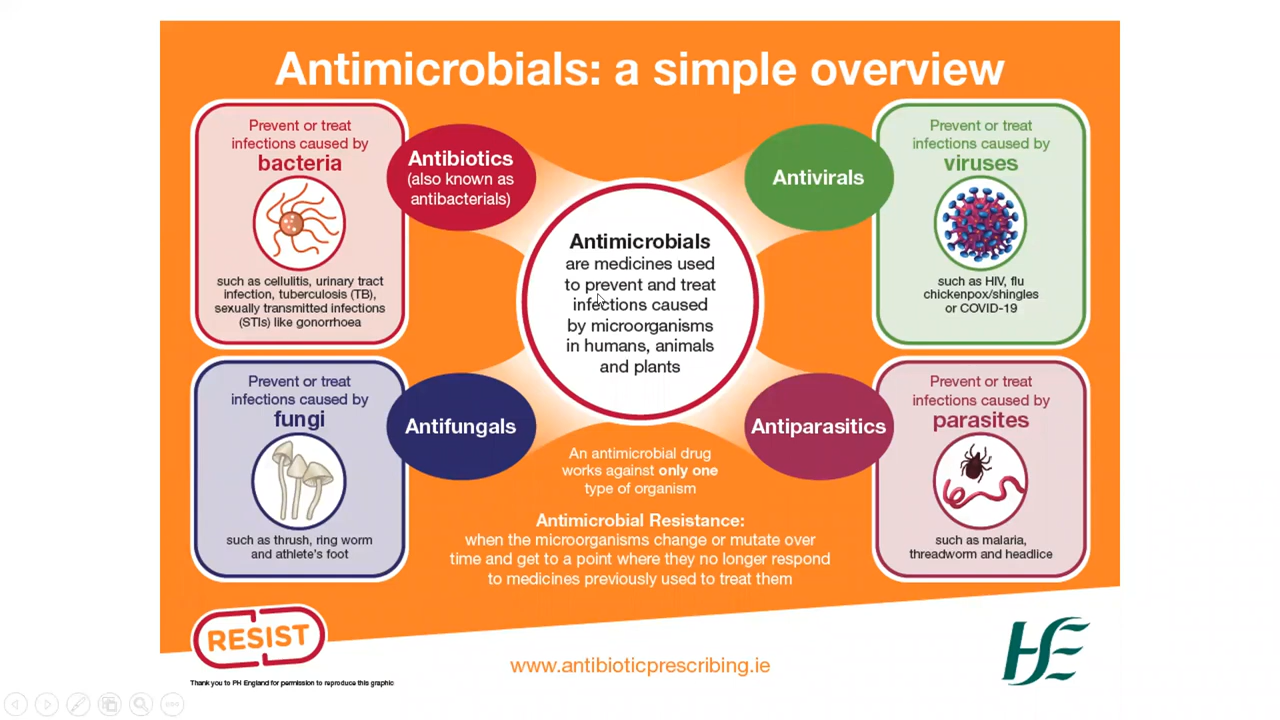 Antimicrobials: a simple overview
Prevent or treat
infections caused by
bacteria
such as cellulitis, urinary tract
infection, tuberculosis (TB),
sexually transmitted infections
(STIs) like gonorrhoea
Antibiotics
(also known as
antibacterials)
Antivirals
Prevent or treat
infections caused by
viruses
such as HIV, flu
chickenpox/shingles
or COVID-19
Antimicrobials
are medicines used
to prevent and treat
infections caused
by microorganisms
in humans, animals
and plants
Prevent or treat
infections caused by
fungi
such as thrush, ring worm
and athlete's foot
Antifungals
Antiparasitics
Prevent or treat
infections caused by
parasites
such as malaria,
threadworm and headlice
An antimicrobial drug
works against only one
type of organism
Antimicrobial Resistance:
when the microorganisms change or mutate over
time and get to a point where they no longer respond
to medicines previously used to treat them
RESIST
Thank you to PH England for permission to reproduce this graphic
www.antibioticprescribing.ie
HSE